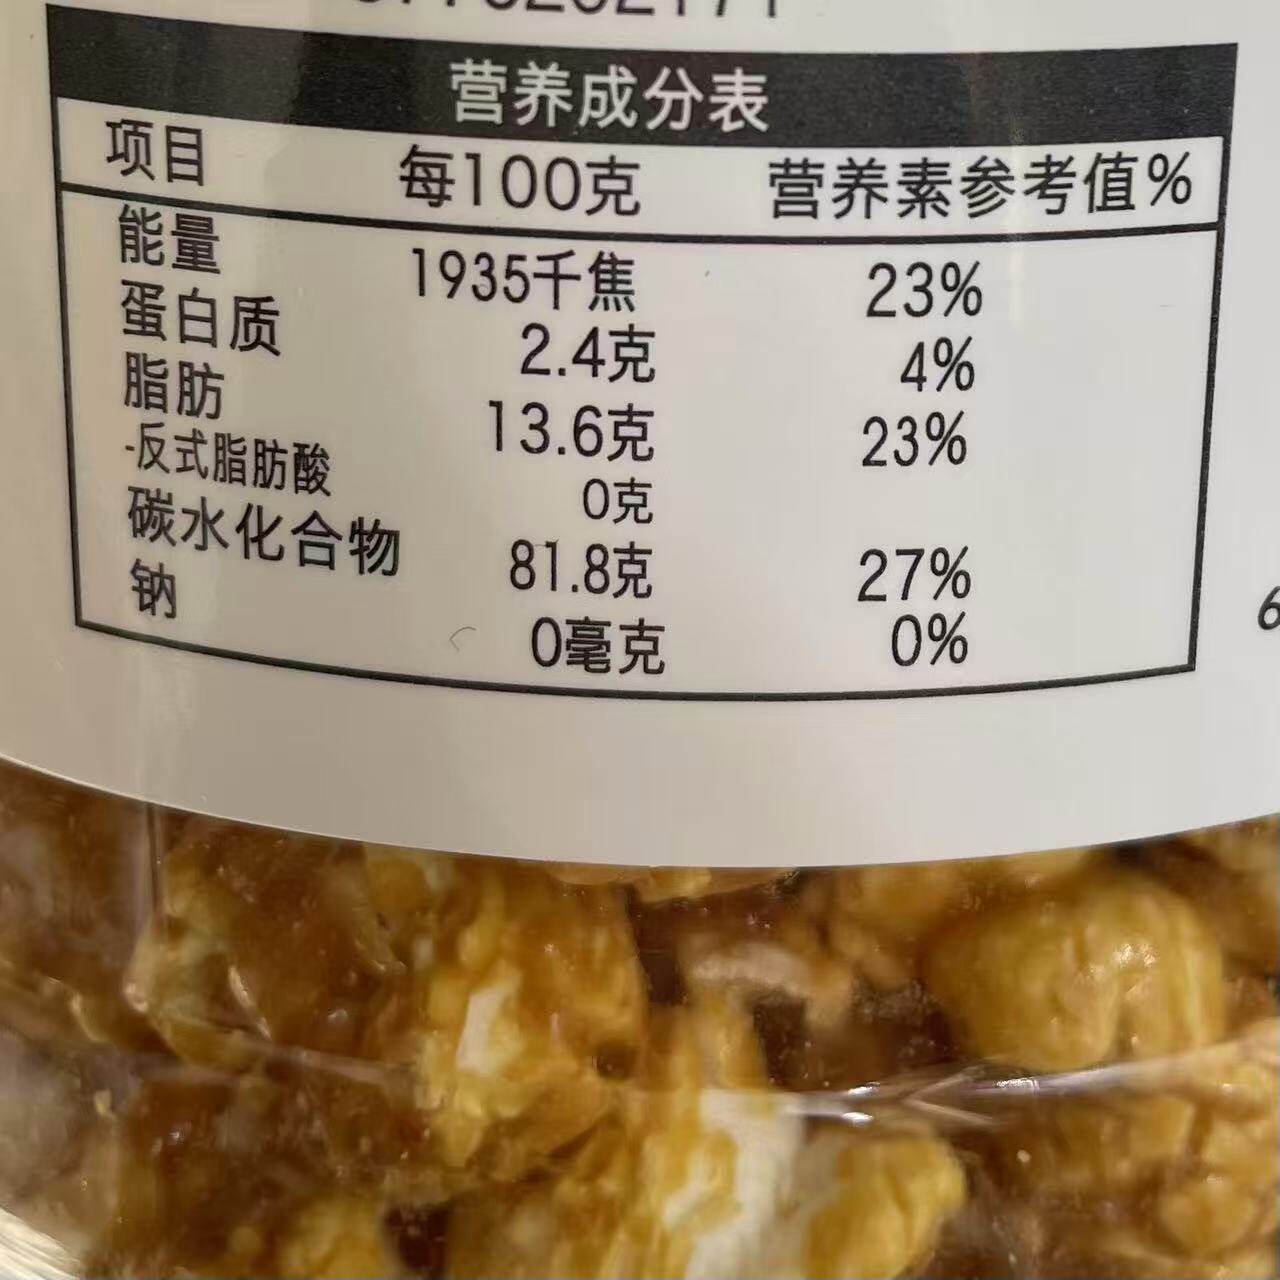 营养成分表
项目 每100克 营养素参考值%
能量 1935千焦 23%
蛋白质 2.4克 4%
脂肪 13.6克 23%
-反式脂肪酸 0克
碳水化合物 81.8克 27%
钠 0毫克 0%